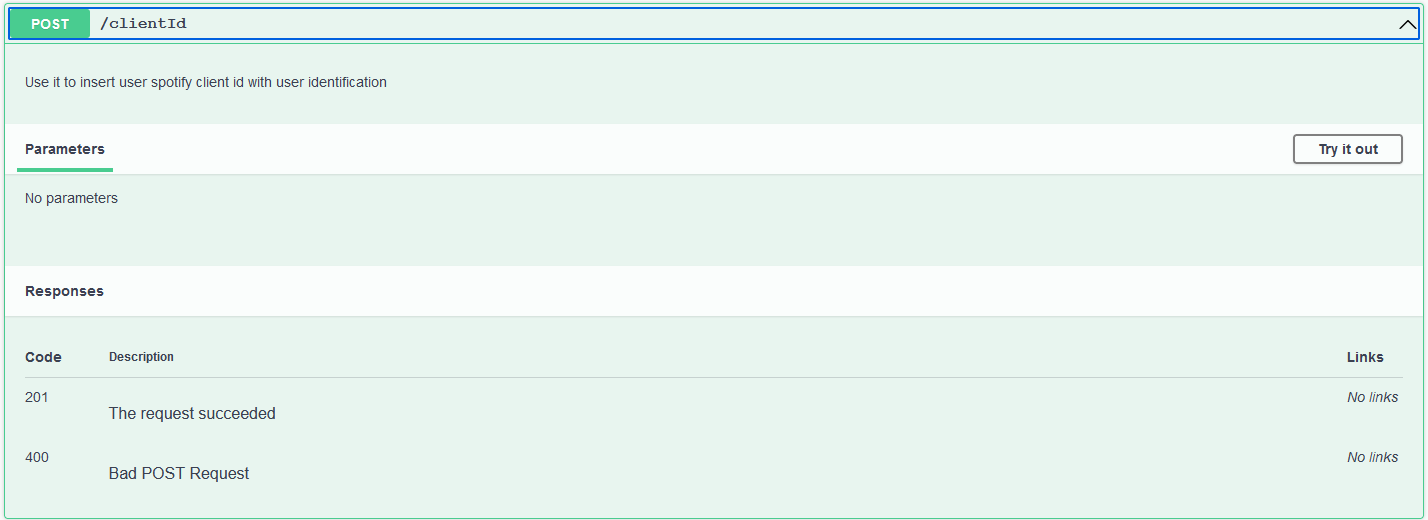 POST /clientId
Use it to insert user spotify client id with user identification
Parameters Try it out
No parameters
Responses
Code Description Links
201 No links
The request succeeded
400 No links
Bad POST Request